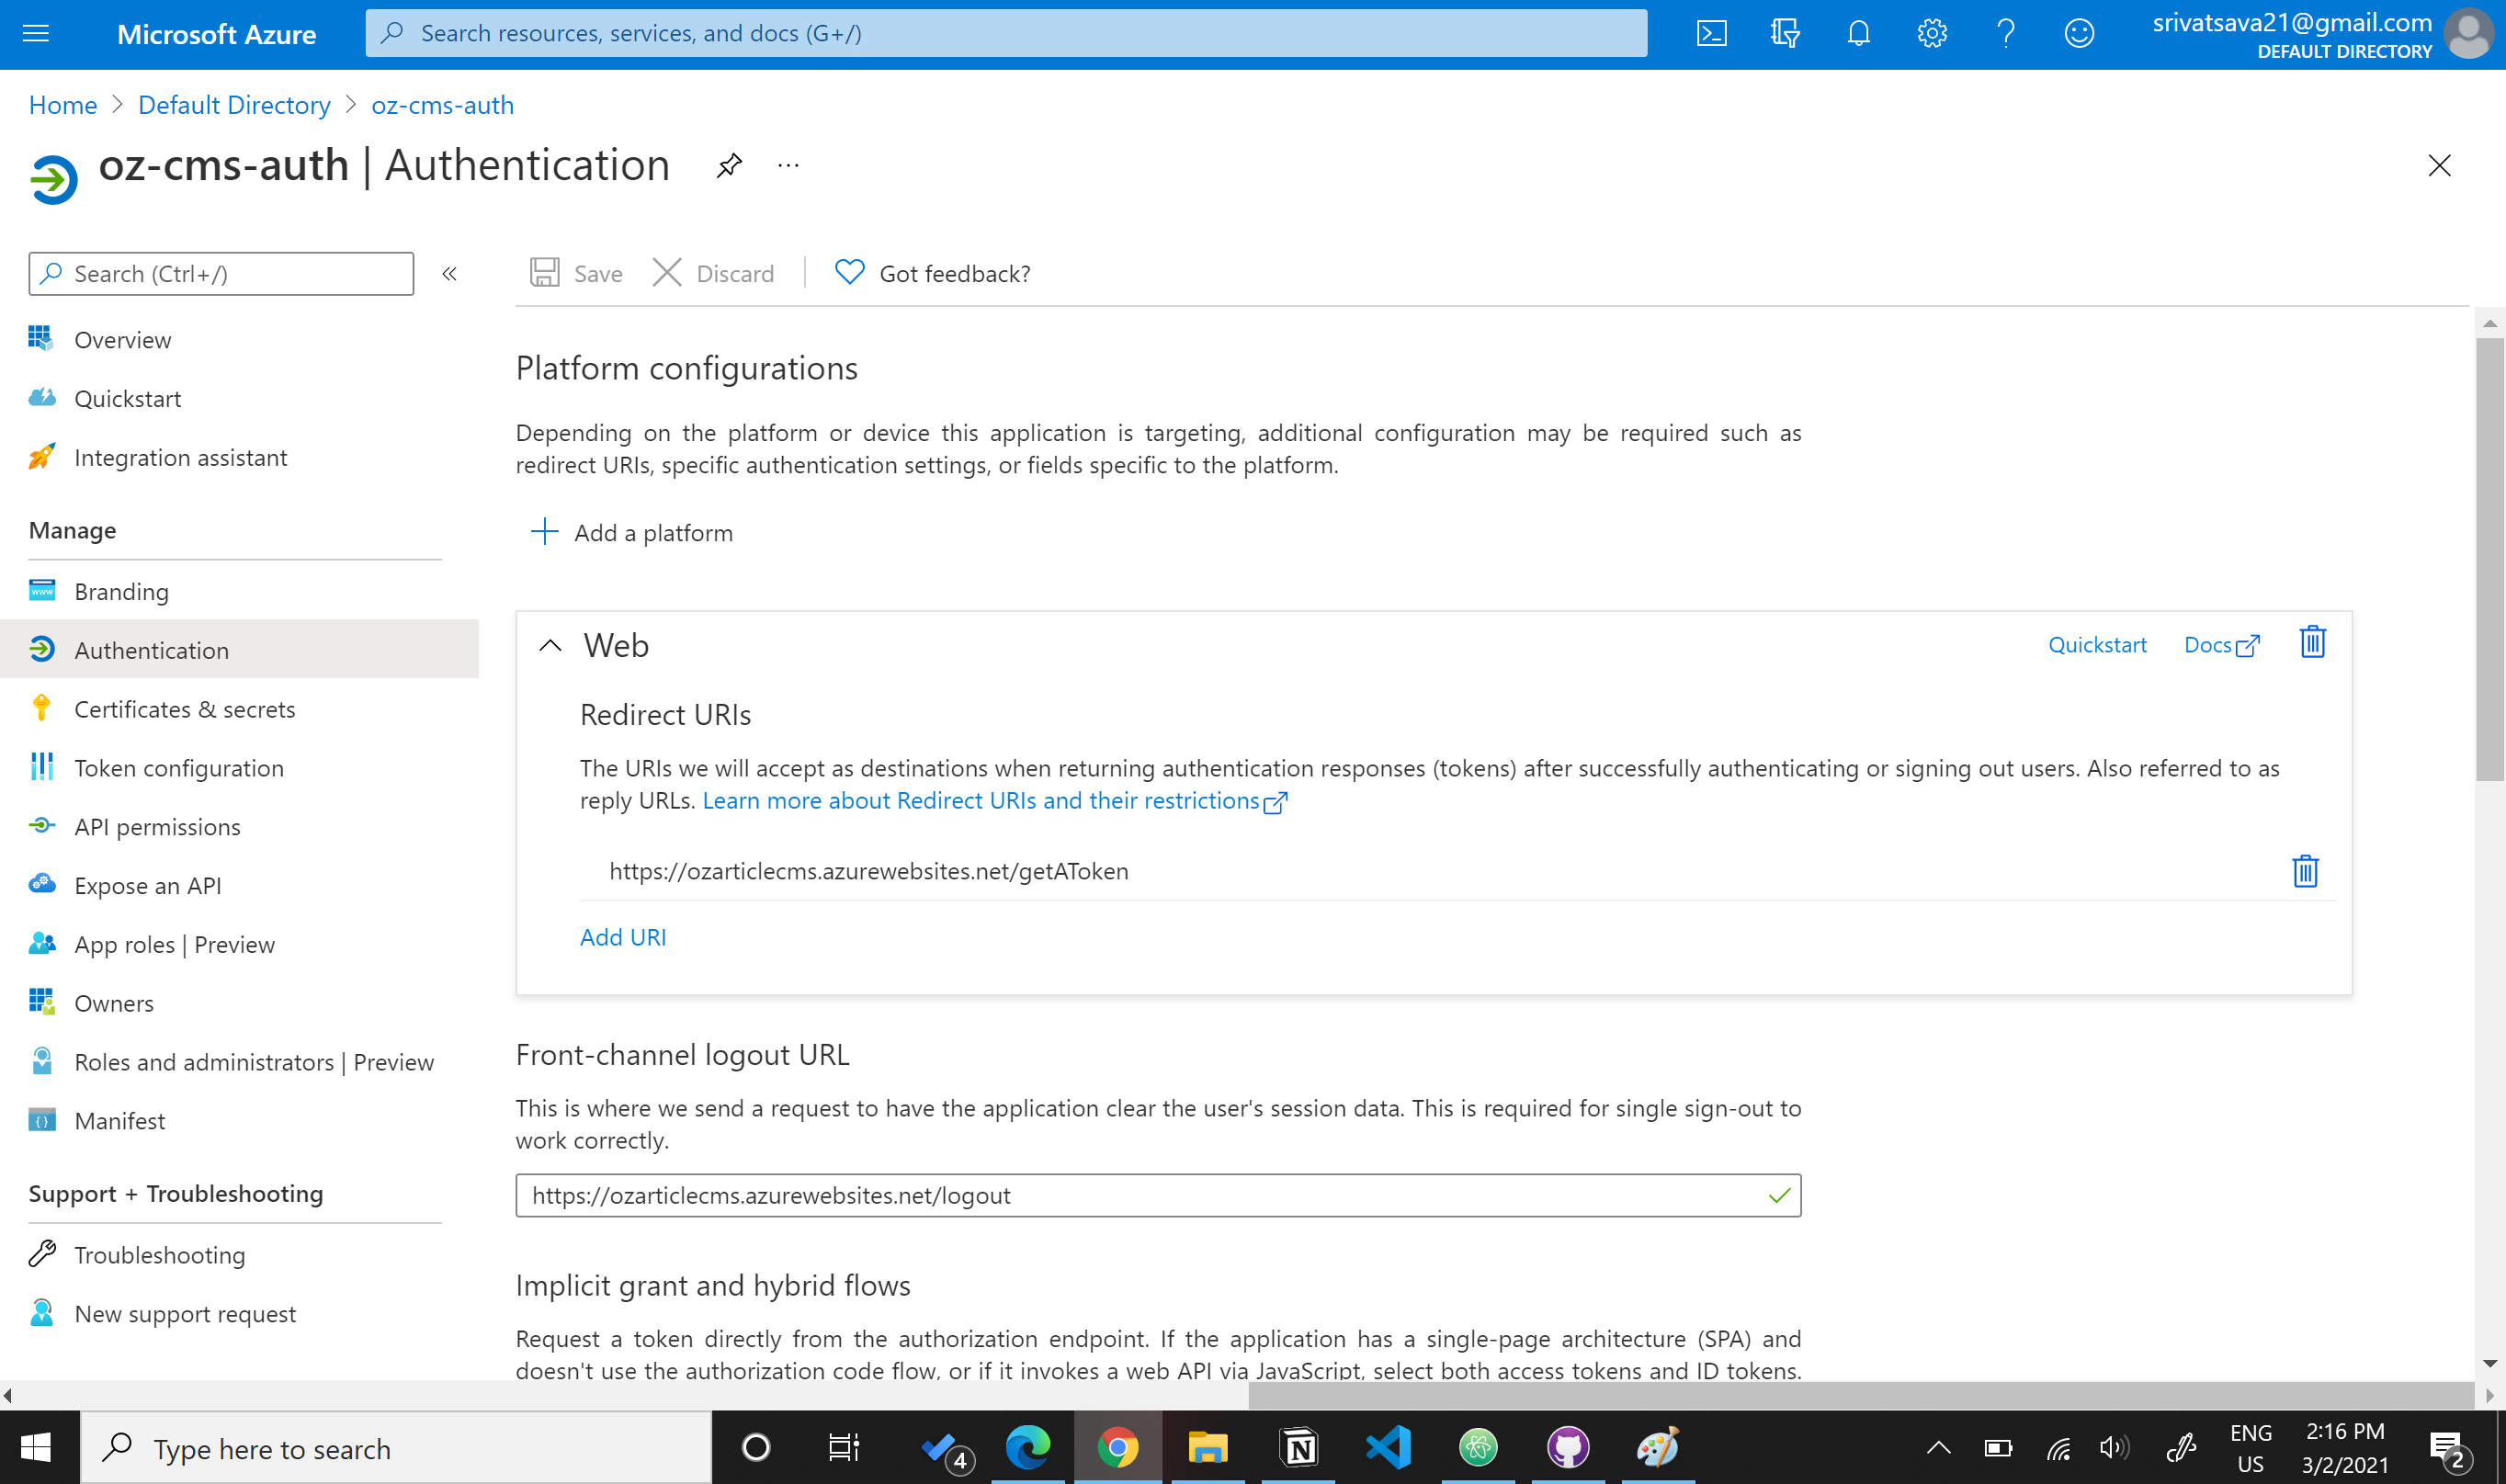 Microsoft Azure
Search resources, services, and docs (G+/)
srivatsava21@gmail.com
DEFAULT DIRECTORY
Home > Default Directory > oz-cms-auth
oz-cms-auth | Authentication
Search (Ctrl+/)
«
Save
Discard
Got feedback?
Overview
Quickstart
Integration assistant
Manage
Branding
Authentication
Certificates & secrets
Token configuration
API permissions
Expose an API
App roles | Preview
Owners
Roles and administrators | Preview
Manifest
Support + Troubleshooting
Troubleshooting
New support request
Platform configurations
Depending on the platform or device this application is targeting, additional configuration may be required such as
redirect URIs, specific authentication settings, or fields specific to the platform.
Add a platform
Web
Quickstart
Docs
Redirect URIs
The URIs we will accept as destinations when returning authentication responses (tokens) after successfully authenticating or signing out users. Also referred to as
reply URLs. Learn more about Redirect URIs and their restrictions
https://ozarticlecms.azurewebsites.net/getAToken
Add URI
Front-channel logout URL
This is where we send a request to have the application clear the user's session data. This is required for single sign-out to
work correctly.
https://ozarticlecms.azurewebsites.net/logout
Implicit grant and hybrid flows
Request a token directly from the authorization endpoint. If the application has a single-page architecture (SPA) and
doesn't use the authorization code flow, or if it invokes a web API via JavaScript, select both access tokens and ID tokens.
Type here to search
4
ENG
US
2:16 PM
3/2/2021
2